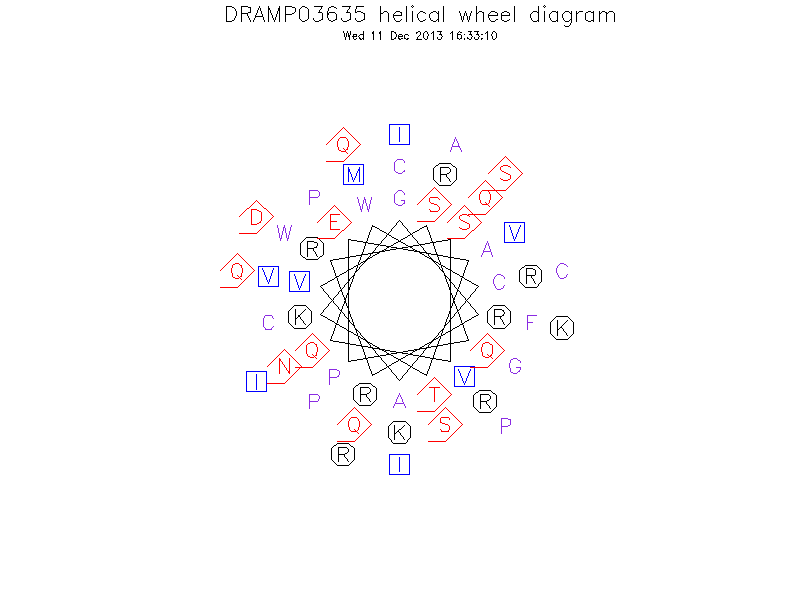 DRAMP03635 helical wheel diagram
Wed 11 Dec 2013 16:33:10
I
Q A
C
M R S
P G Q
W S
D E S V
W
R A
Q V V C R C
C K R F K
Q Q
N G
I P V
R T
P A R
Q K S P
R
I